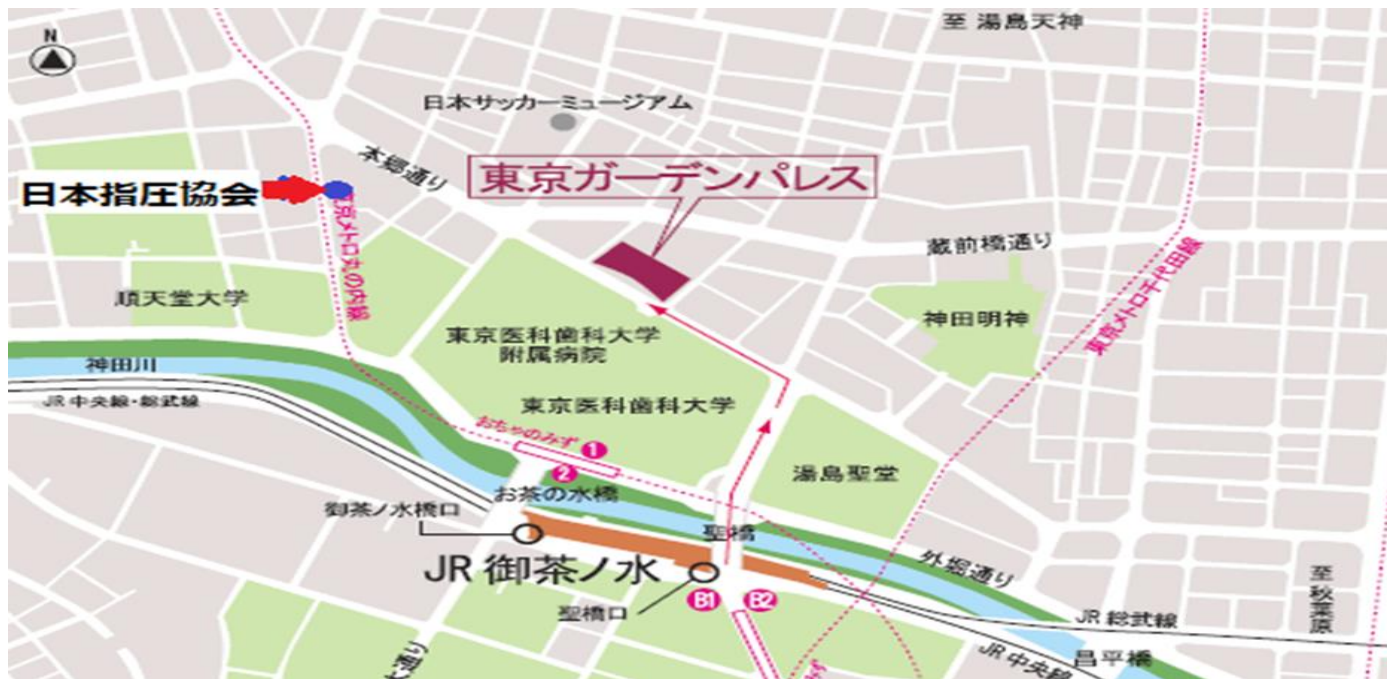 N
至 湯島天神
日本サッカーミュージアム
本郷通り
東京ガーデンパレス
日本指圧協会
東京メトロ丸の内線
蔵前橋通り
東京メトロ千代田線
順天堂大学
神田明神
東京医科歯科大学
附属病院
神田川
JR 中央線・総武線
東京医科歯科大学
おちゃのみず
1
2
湯島聖堂
お茶の水橋
御茶ノ水橋口
聖橋
外堀通り
JR 御茶ノ水
聖橋口
B1
B2
至秋葉原
JR 総武線
JR 中央線
昌平橋